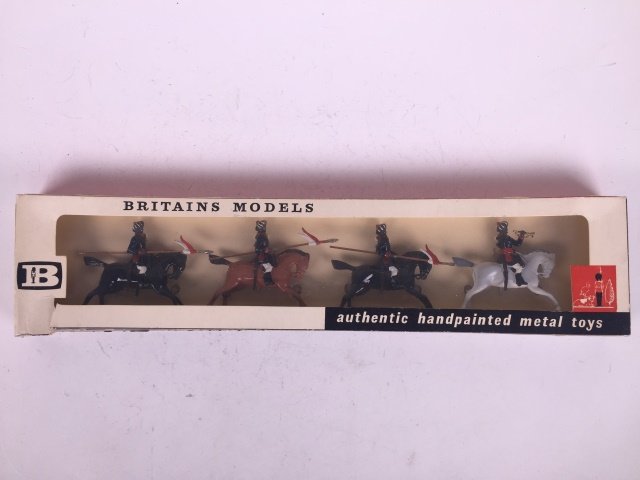 BRITAINS MODELS
B
authentic handpainted metal toys